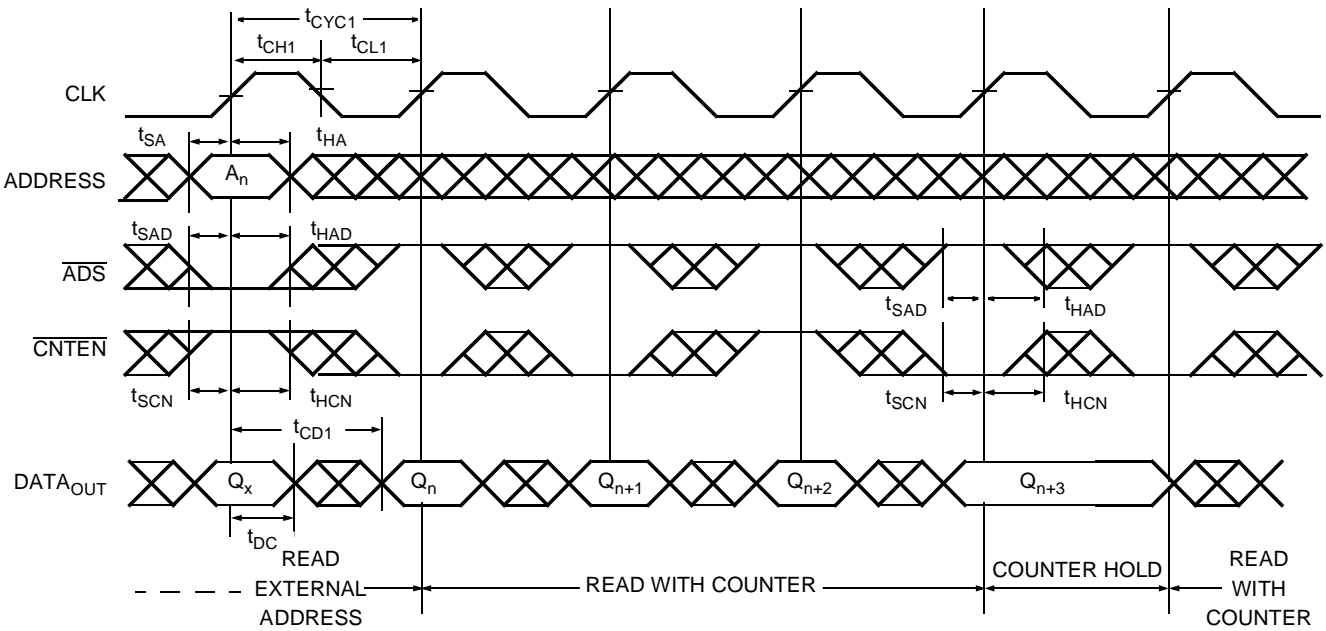 tCYC1
tCH1 tCL1
CLK
tSA tHA
ADDRESS An
tSAD tHAD
ADS
tSAD tHAD
CNTEN
tSCN tHCN tSCN tHCN
tCD1
DATAOUT Qx Qn Qn+1 Qn+2 Qn+3
tDC
READ
EXTERNAL
ADDRESS
READ WITH COUNTER
COUNTER HOLD
READ
WITH
COUNTER